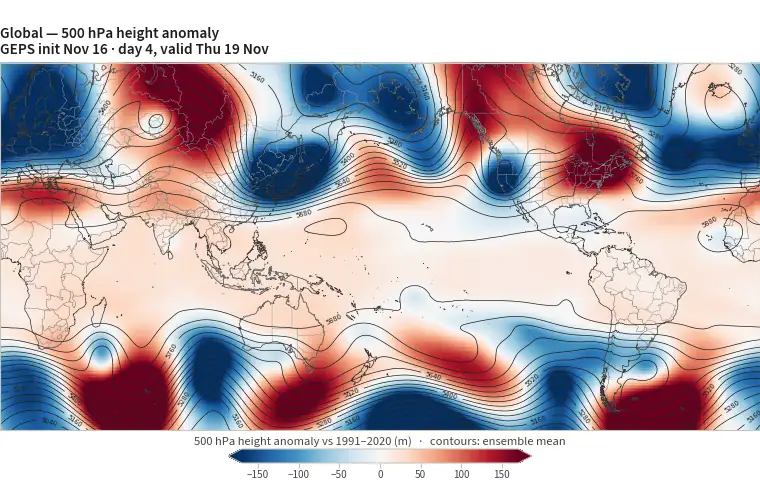 Global — 500 hPa height anomaly
GEPS init Nov 16 · day 4, valid Thu 19 Nov
500 hPa height anomaly vs 1991–2020 (m) · contours: ensemble mean
−150 −100 −50 0 50 100 150